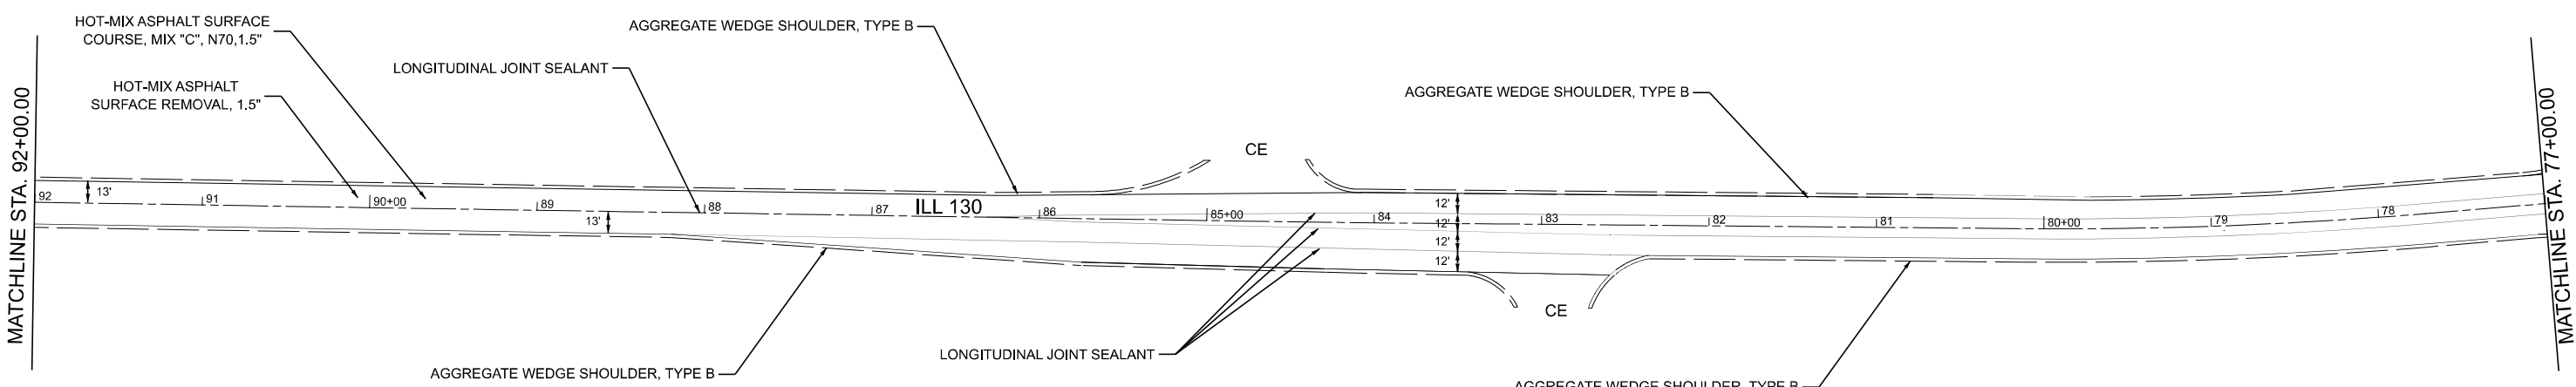 HOT-MIX ASPHALT SURFACE
COURSE, MIX "C", N70,1.5"
HOT-MIX ASPHALT
SURFACE REMOVAL, 1.5"
LONGITUDINAL JOINT SEALANT
AGGREGATE WEDGE SHOULDER, TYPE B
AGGREGATE WEDGE SHOULDER, TYPE B
MATCHLINE STA. 92+00.00
MATCHLINE STA. 77+00.00
CE
13'
13'
92
91
90+00
89
88
87
ILL 130
86
85+00
84
83
82
81
80+00
79
78
12'
12'
12'
12'
CE
LONGITUDINAL JOINT SEALANT
AGGREGATE WEDGE SHOULDER, TYPE B
AGGREGATE WEDGE SHOULDER, TYPE B